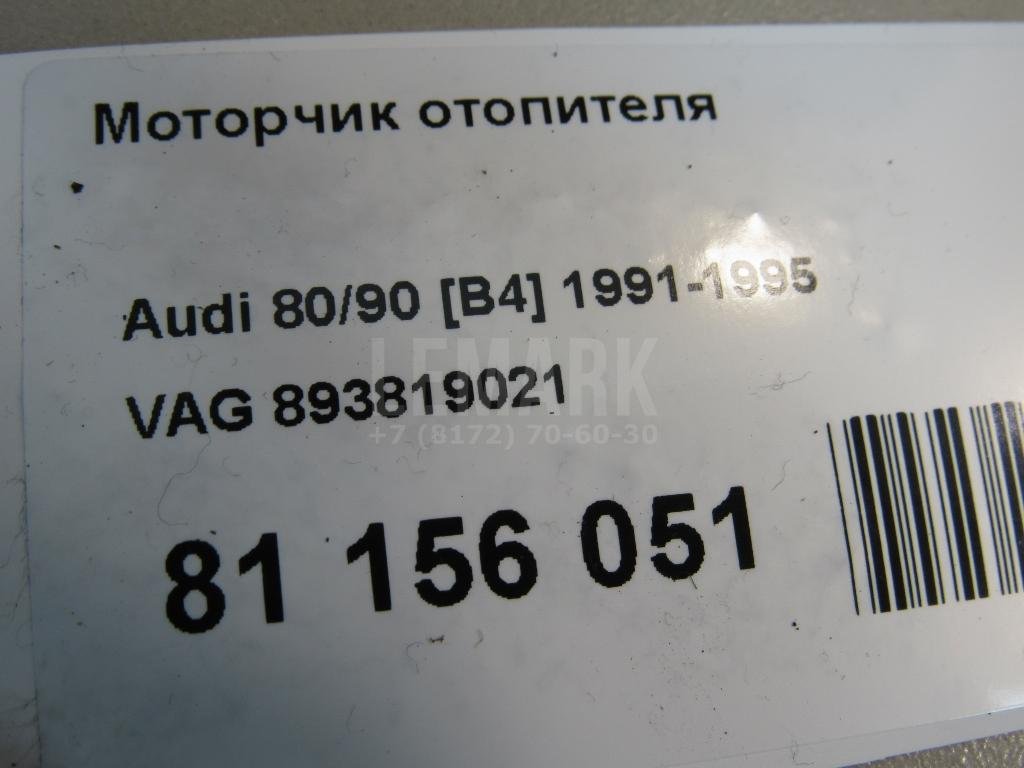 Моторчик отопителя
Audi 80/90 [B4] 1991-1995
LEMARK
VAG 893819021
+7 (8172) 70-60-30
81 156 051